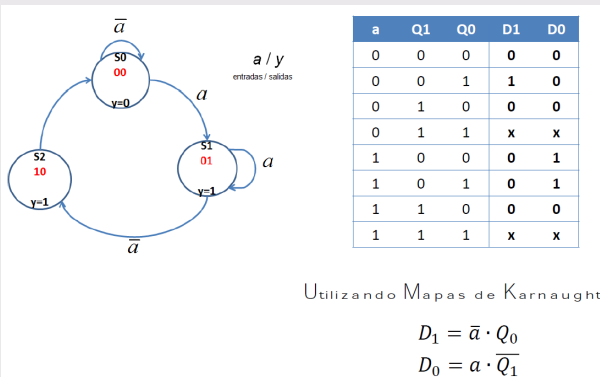 a̅
S0
00
y=0
a / y
entradas / salidas
a
S1
01
y=1
a
S2
10
y=1
a̅
a Q1 Q0 D1 D0
0 0 0 0 0
0 0 1 1 0
0 1 0 0 0
0 1 1 x x
1 0 0 0 1
1 0 1 0 1
1 1 0 0 0
1 1 1 x x
Utilizando Mapas de Karnaught
D₁ = a̅ · Q₀
D₀ = a · Q̅₁